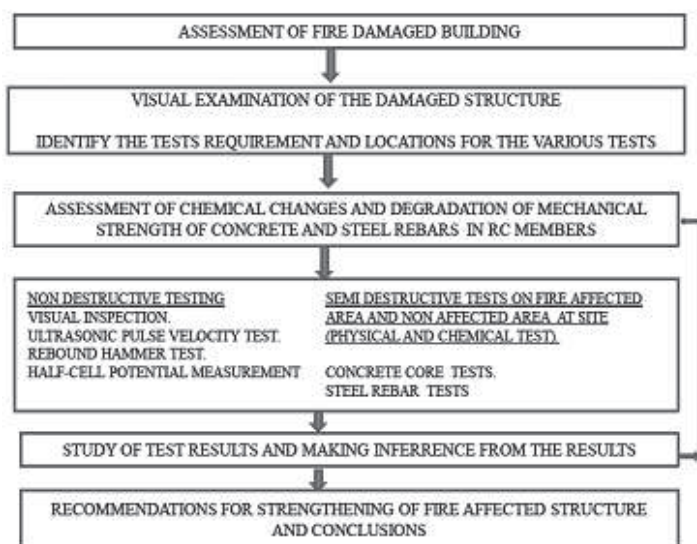 ASSESSMENT OF FIRE DAMAGED BUILDING
VISUAL EXAMINATION OF THE DAMAGED STRUCTURE
IDENTIFY THE TESTS REQUIREMENT AND LOCATIONS FOR THE VARIOUS TESTS
ASSESSMENT OF CHEMICAL CHANGES AND DEGRADATION OF MECHANICAL
STRENGTH OF CONCRETE AND STEEL REBARS IN RC MEMBERS
NON DESTRUCTIVE TESTING
VISUAL INSPECTION.
ULTRASONIC PULSE VELOCITY TEST.
REBOUND HAMMER TEST.
HALF-CELL POTENTIAL MEASUREMENT
SEMI DESTRUCTIVE TESTS ON FIRE AFFECTED
AREA AND NON AFFECTED AREA AT SITE
(PHYSICAL AND CHEMICAL TEST)
CONCRETE CORE TESTS.
STEEL REBAR TESTS
STUDY OF TEST RESULTS AND MAKING INFERRENCE FROM THE RESULTS
RECOMMENDATIONS FOR STRENGTHENING OF FIRE AFFECTED STRUCTURE
AND CONCLUSIONS